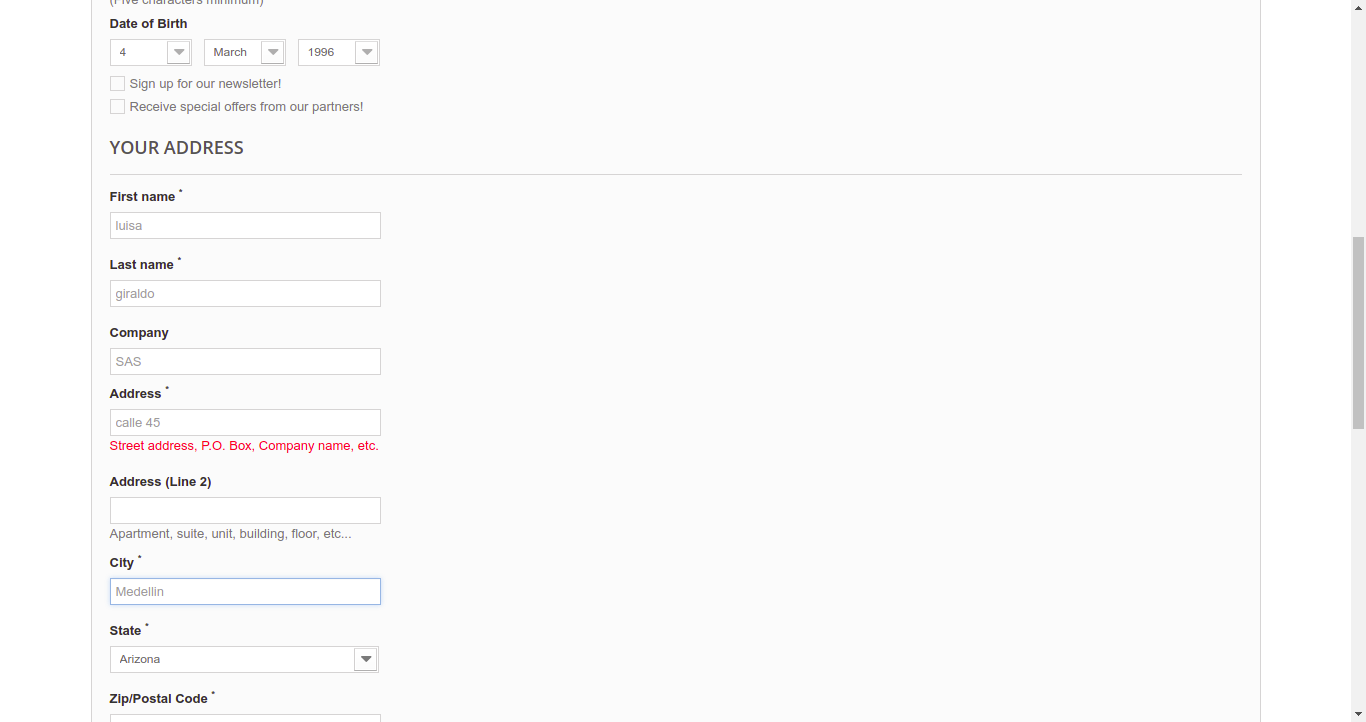 (Five characters minimum)
Date of Birth
4 March 1996
Sign up for our newsletter!
Receive special offers from our partners!
YOUR ADDRESS
First name *
luisa
Last name *
giraldo
Company
SAS
Address *
calle 45
Street address, P.O. Box, Company name, etc.
Address (Line 2)
Apartment, suite, unit, building, floor, etc...
City *
Medellin
State *
Arizona
Zip/Postal Code *